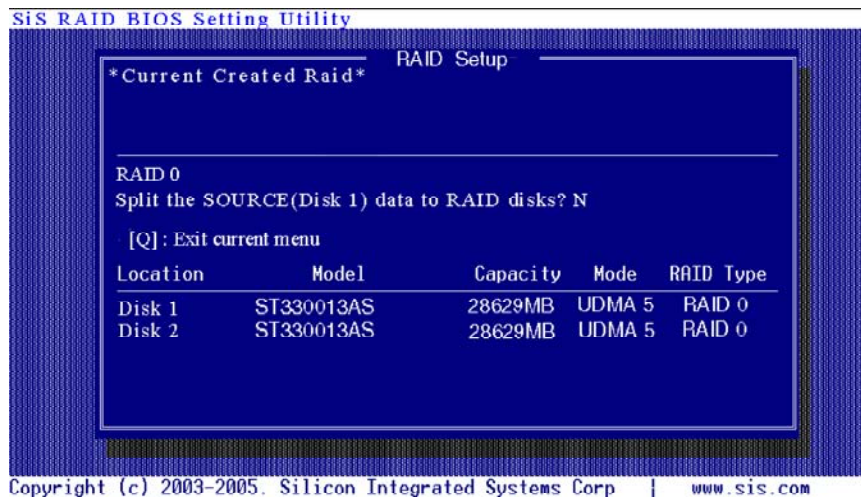 SiS RAID BIOS Setting Utility
RAID Setup
*Current Created Raid*
RAID 0
Split the SOURCE(Disk 1) data to RAID disks? N
[Q] : Exit current menu
Location Model Capacity Mode RAID Type
Disk 1 ST330013AS 28629MB UDMA 5 RAID 0
Disk 2 ST330013AS 28629MB UDMA 5 RAID 0
Copyright (c) 2003-2005. Silicon Integrated Systems Corp | www.sis.com